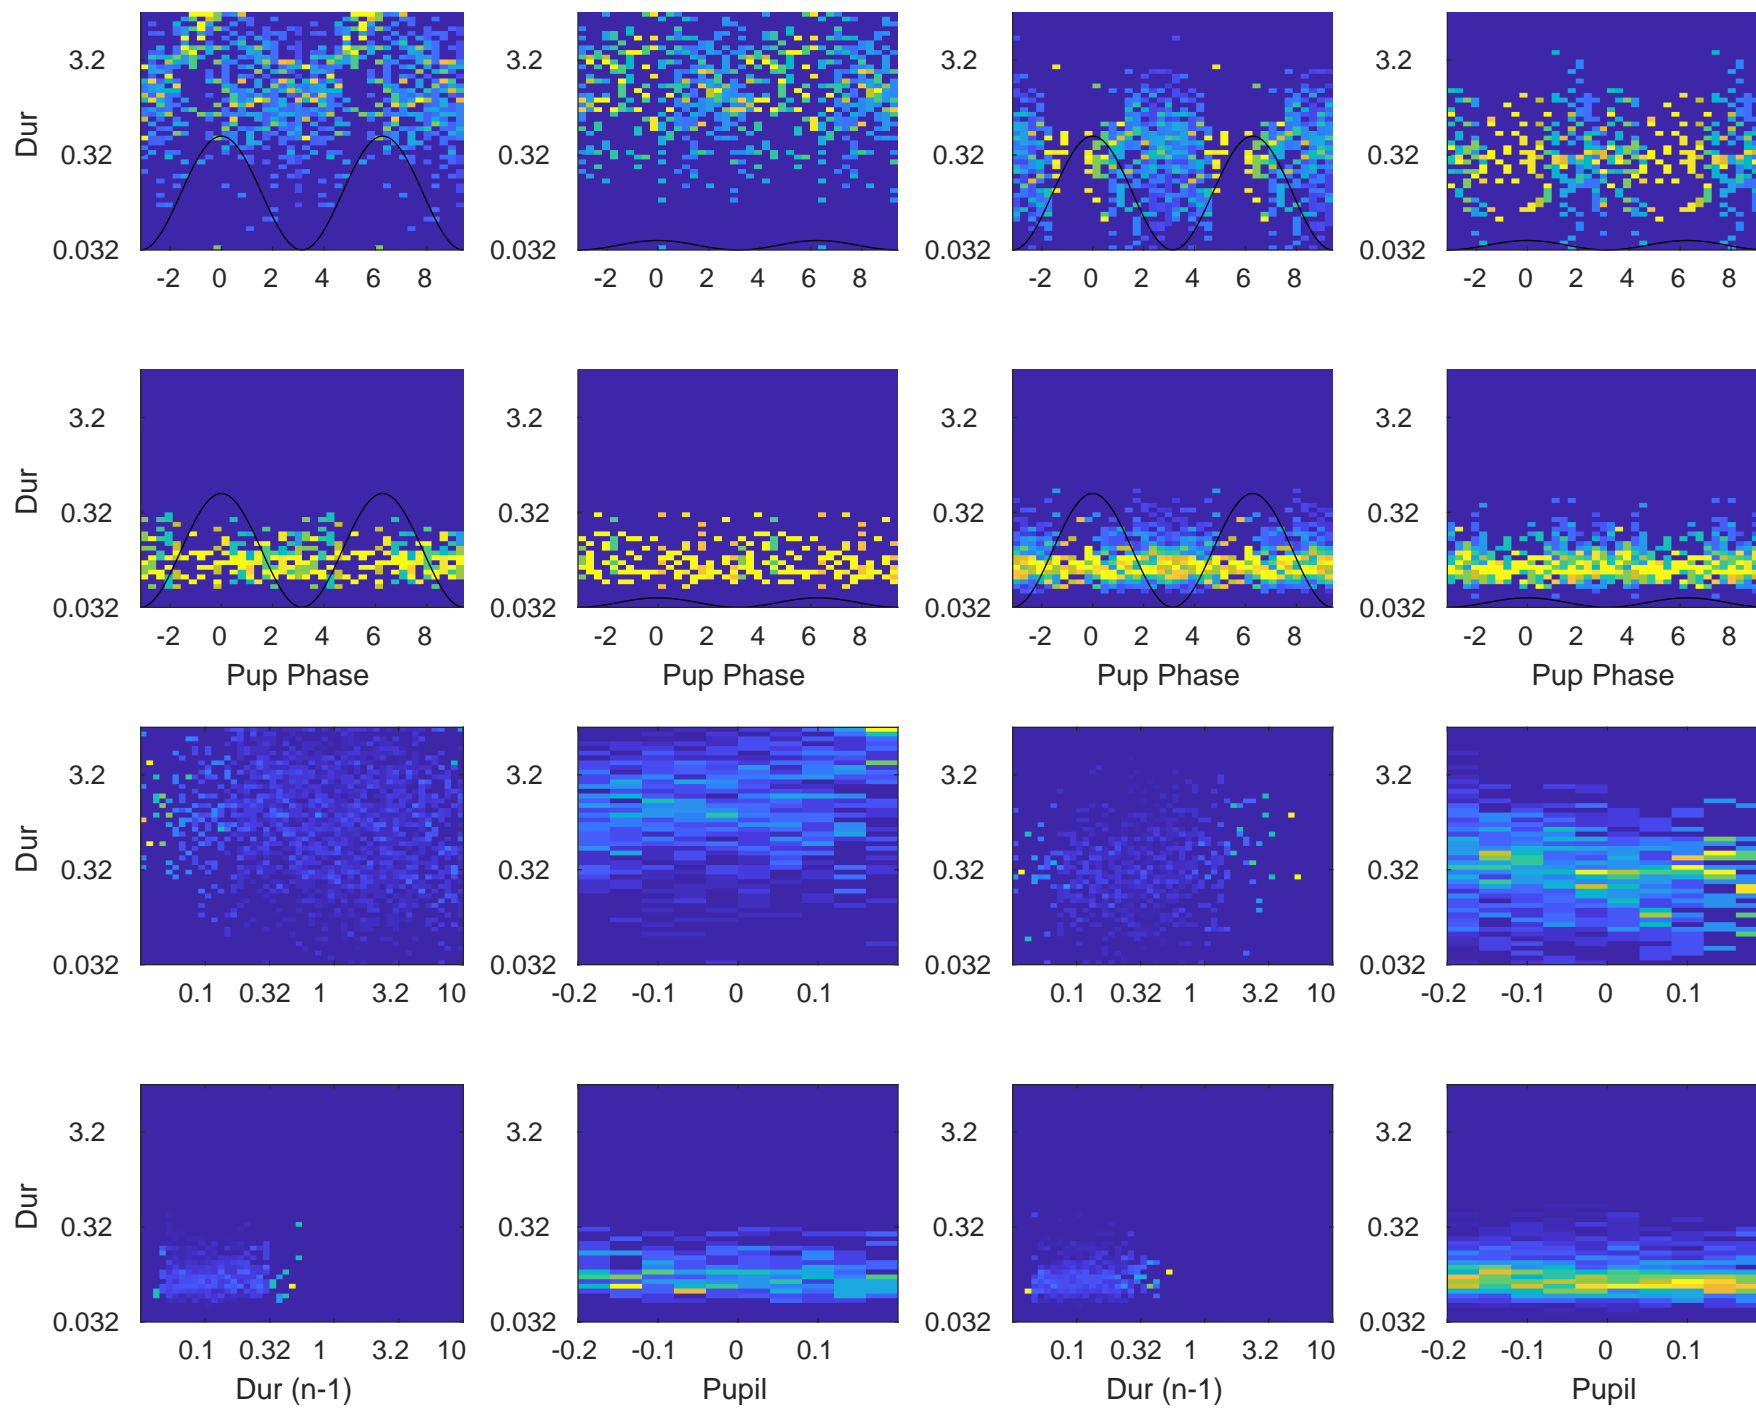 Dur
3.2 3.2 3.2 3.2
0.32 0.32 0.32 0.32
0.032 0.032 0.032 0.032
-2 0 2 4 6 8 -2 0 2 4 6 8 -2 0 2 4 6 8 -2 0 2 4 6 8
Dur
3.2 3.2 3.2 3.2
0.32 0.32 0.32 0.32
0.032 0.032 0.032 0.032
-2 0 2 4 6 8 -2 0 2 4 6 8 -2 0 2 4 6 8 -2 0 2 4 6 8
Pup Phase Pup Phase Pup Phase Pup Phase
Dur
3.2 3.2 3.2 3.2
0.32 0.32 0.32 0.32
0.032 0.032 0.032 0.032
0.1 0.32 1 3.2 10 -0.2 -0.1 0 0.1 0.1 0.32 1 3.2 10 -0.2 -0.1 0 0.1
Dur
3.2 3.2 3.2 3.2
0.32 0.32 0.32 0.32
0.032 0.032 0.032 0.032
0.1 0.32 1 3.2 10 -0.2 -0.1 0 0.1 0.1 0.32 1 3.2 10 -0.2 -0.1 0 0.1
Dur (n-1) Pupil Dur (n-1) Pupil